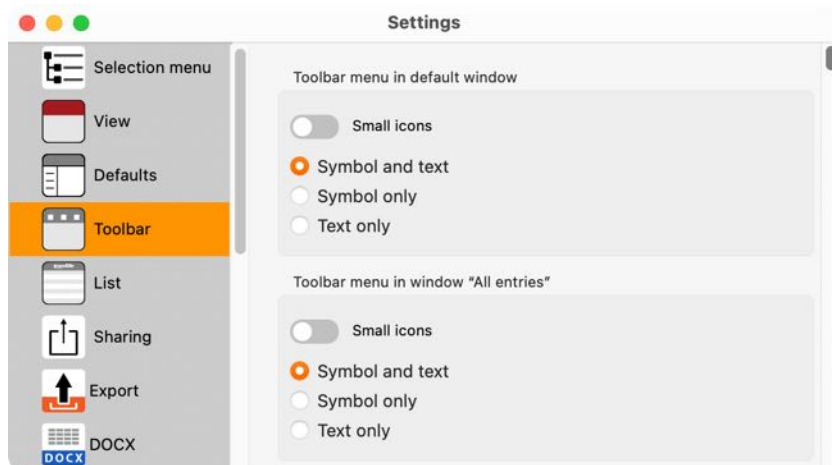 Settings
Selection menu
View
Defaults
Toolbar
List
Sharing
Export
DOCX
DOCX
Toolbar menu in default window
Small icons
Symbol and text
Symbol only
Text only
Toolbar menu in window “All entries”
Small icons
Symbol and text
Symbol only
Text only